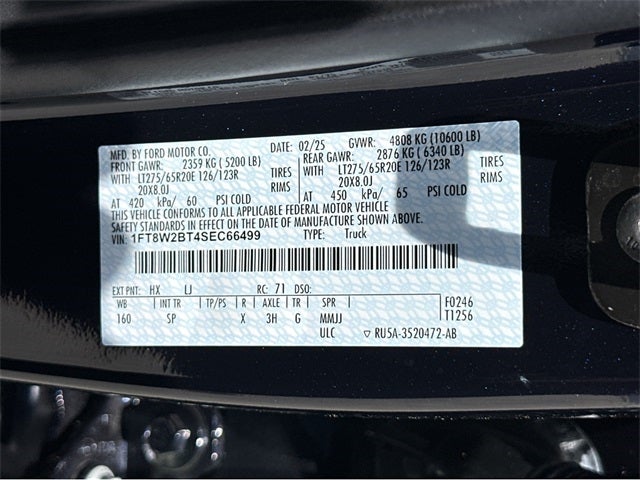 MFD. BY FORD MOTOR CO. 02/25 GVWR: 4808 KG (10600 LB)
FRONT GAWR: 2359 KG ( 5200 LB) REAR GAWR: 2876 KG ( 6340 LB)
WITH LT275/65R20E 126/123R TIRES WITH LT275/65R20E 126/123R TIRES
20X8.0J RIMS 20X8.0J RIMS
AT 420 kPa/ 60 PSI COLD AT 450 kPa/ 65 PSI COLD
THIS VEHICLE CONFORMS TO ALL APPLICABLE FEDERAL MOTOR VEHICLE
SAFETY STANDARDS IN EFFECT ON THE DATE OF MANUFACTURE SHOWN ABOVE.
VIN: 1FT8W2BT4SEC66499 TYPE: Truck
EXT PNT: HX LJ RC: 71 DSO:
WB INT TR TP/PS R AXLE TR SPR F0246
160 SP X 3H G MMJJ T1256
ULC ▽ RU5A-3520472-AB